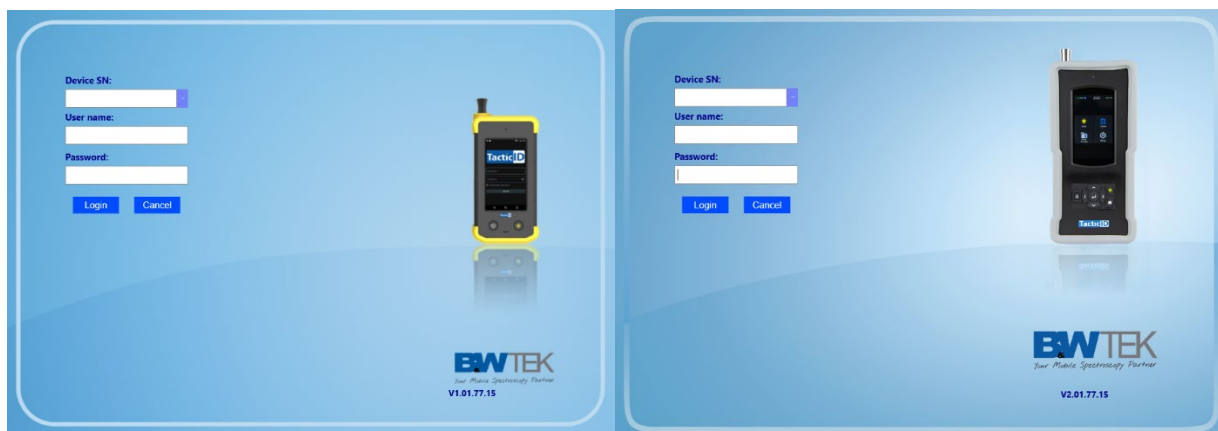 Device SN:
User name:
Password:
Login Cancel
TacticID
B&WTEK
Your Mobile Spectroscopy Partner
V1.01.77.15
Device SN:
User name:
Password:
Login Cancel
TacticID
B&WTEK
Your Mobile Spectroscopy Partner
V2.01.77.15